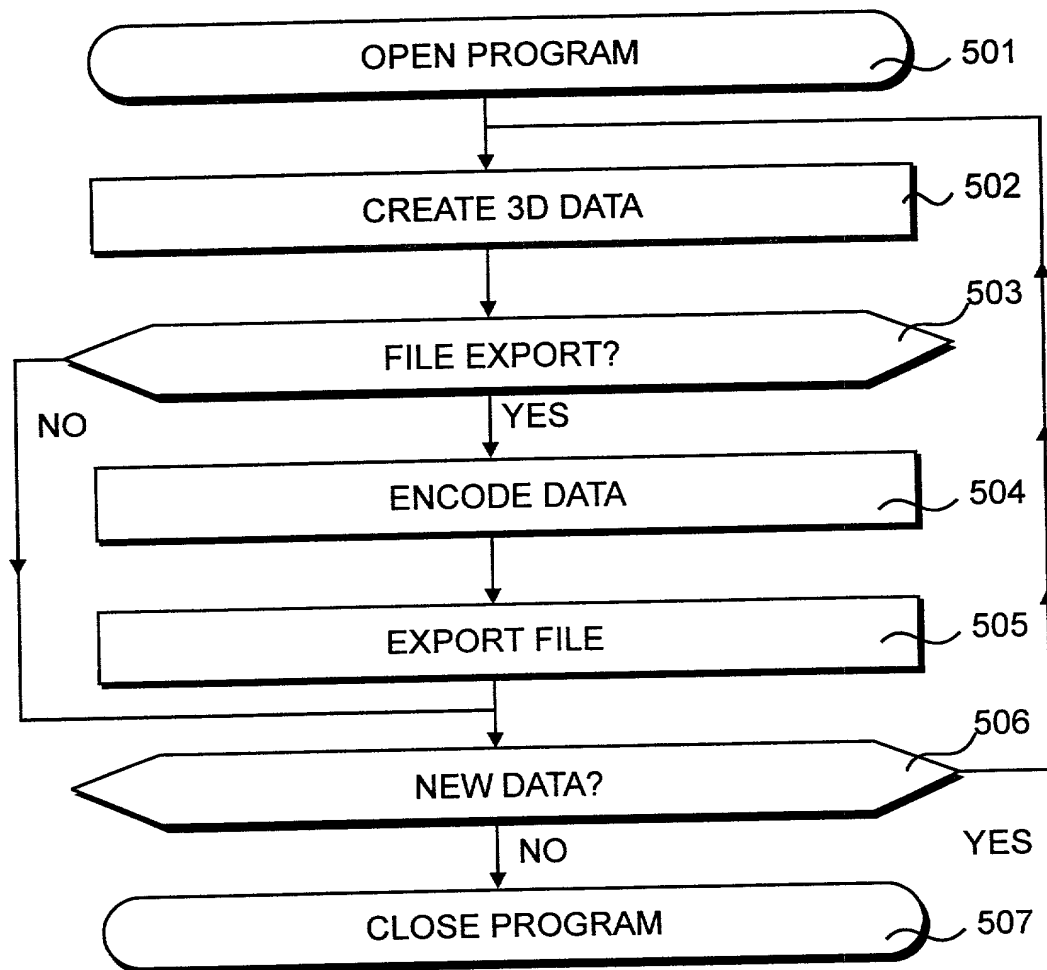 OPEN PROGRAM
501
CREATE 3D DATA
502
FILE EXPORT?
503
NO
YES
ENCODE DATA
504
EXPORT FILE
505
NEW DATA?
506
NO
YES
CLOSE PROGRAM
507